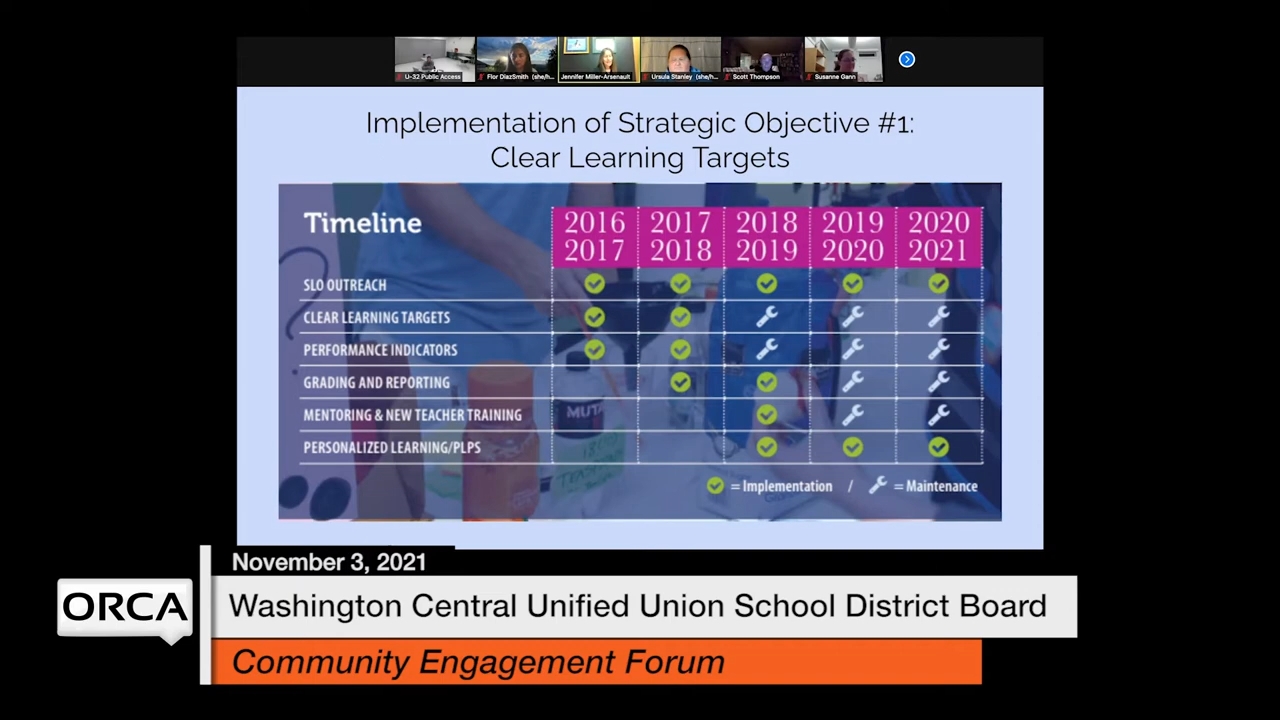 U-32 Public Access
Flor DiazSmith (she/h...
Jennifer Miller-Arsenault
Ursula Stanley (she/h...
Scott Thompson
Susanne Gann
Implementation of Strategic Objective #1:
Clear Learning Targets
Timeline
2016 2017 2018 2019 2020
2017 2018 2019 2020 2021
SLO OUTREACH
CLEAR LEARNING TARGETS
PERFORMANCE INDICATORS
GRADING AND REPORTING
MENTORING & NEW TEACHER TRAINING
PERSONALIZED LEARNING/PLPS
= Implementation / = Maintenance
MUTA
November 3, 2021
ORCA
Washington Central Unified Union School District Board
Community Engagement Forum